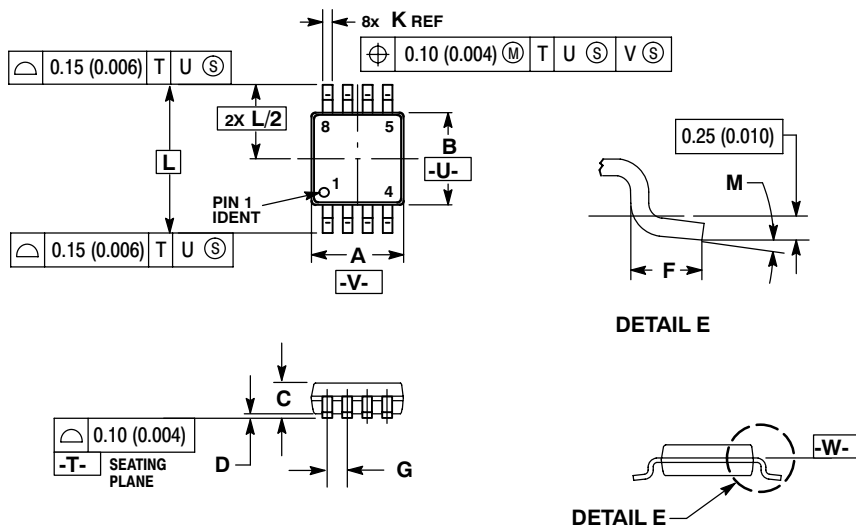 8x K REF
⌓ 0.15 (0.006) T U Ⓢ
⌖ 0.10 (0.004) Ⓜ T U Ⓢ V Ⓢ
2X L/2
8 5
B
-U-
L
PIN 1
IDENT
1 4
⌓ 0.15 (0.006) T U Ⓢ
A
-V-
0.25 (0.010)
M
F
DETAIL E
C
⌓ 0.10 (0.004)
-T- SEATING
PLANE
D
G
-W-
DETAIL E